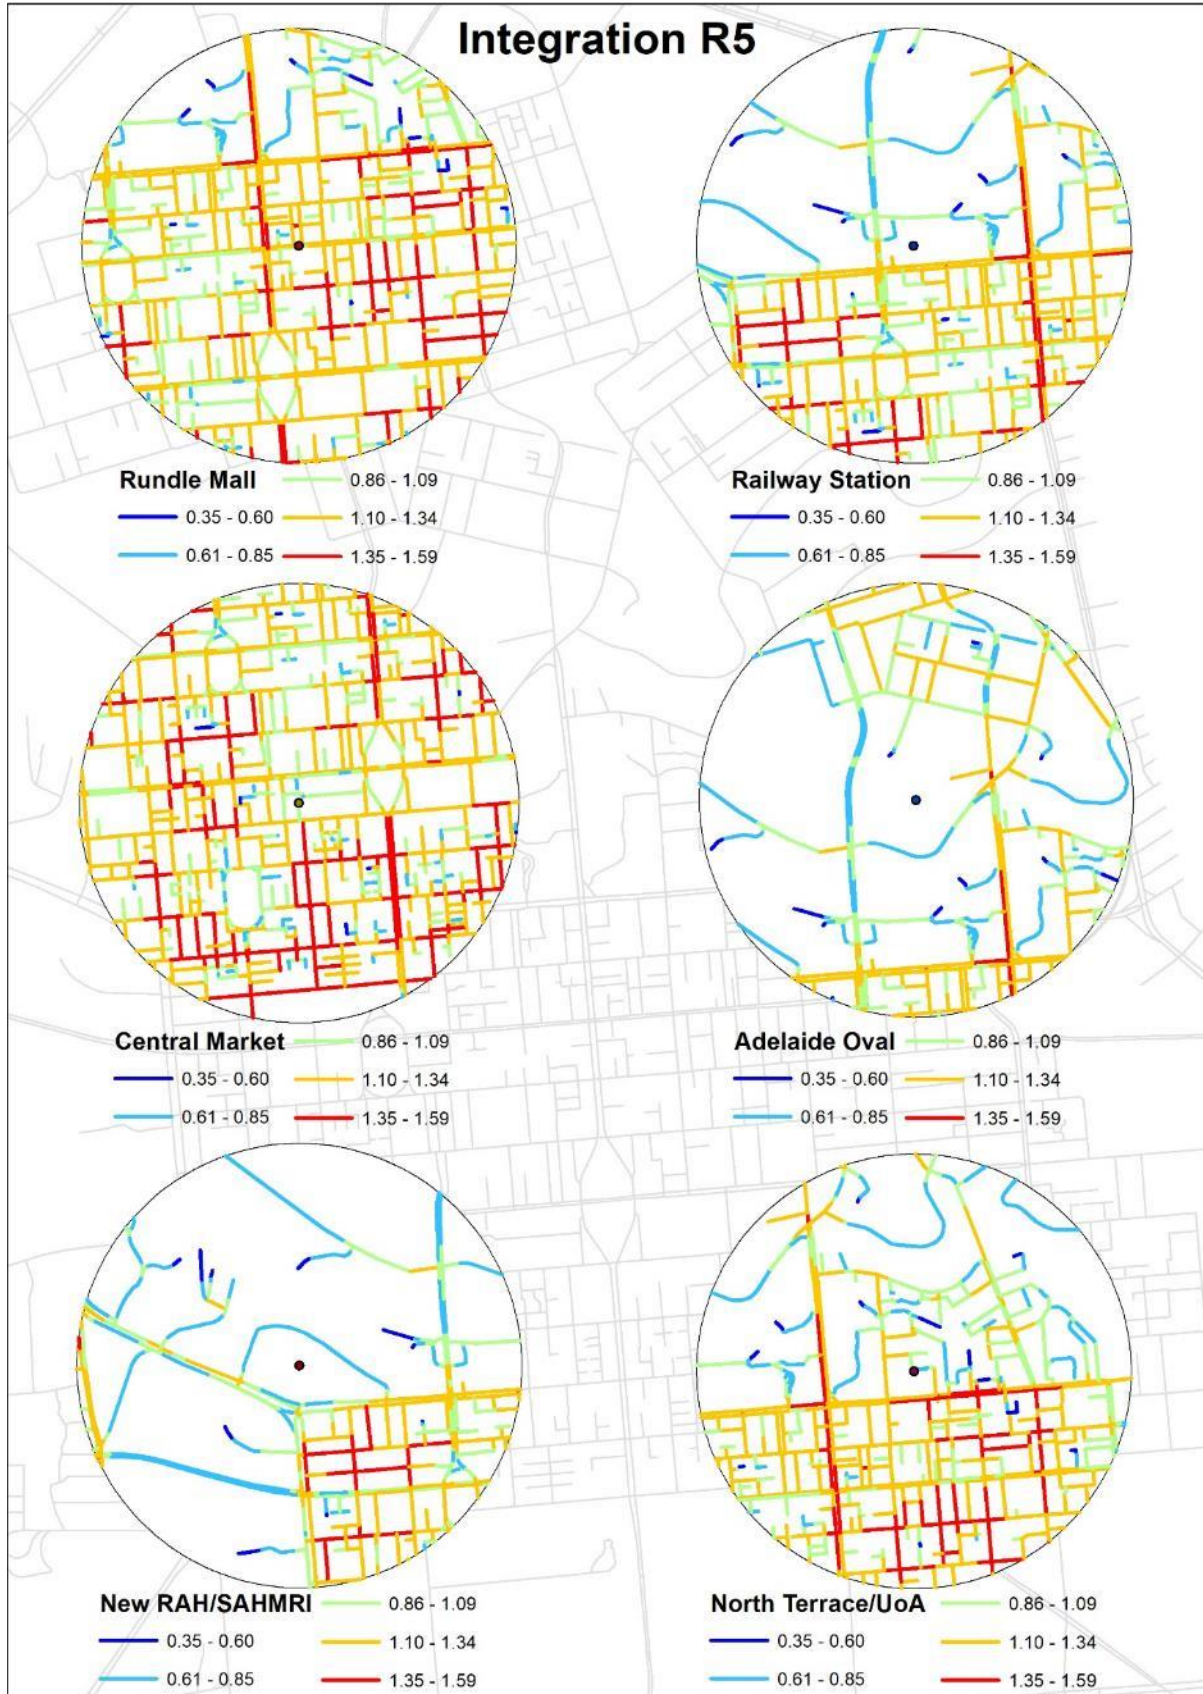 Integration R5
Rundle Mall 0.86 - 1.09
0.35 - 0.60 1.10 - 1.34
0.61 - 0.85 1.35 - 1.59
Railway Station 0.86 - 1.09
0.35 - 0.60 1.10 - 1.34
0.61 - 0.85 1.35 - 1.59
Central Market 0.86 - 1.09
0.35 - 0.60 1.10 - 1.34
0.61 - 0.85 1.35 - 1.59
Adelaide Oval 0.86 - 1.09
0.35 - 0.60 1.10 - 1.34
0.61 - 0.85 1.35 - 1.59
New RAH/SAHMRI 0.86 - 1.09
0.35 - 0.60 1.10 - 1.34
0.61 - 0.85 1.35 - 1.59
North Terrace/UoA 0.86 - 1.09
0.35 - 0.60 1.10 - 1.34
0.61 - 0.85 1.35 - 1.59